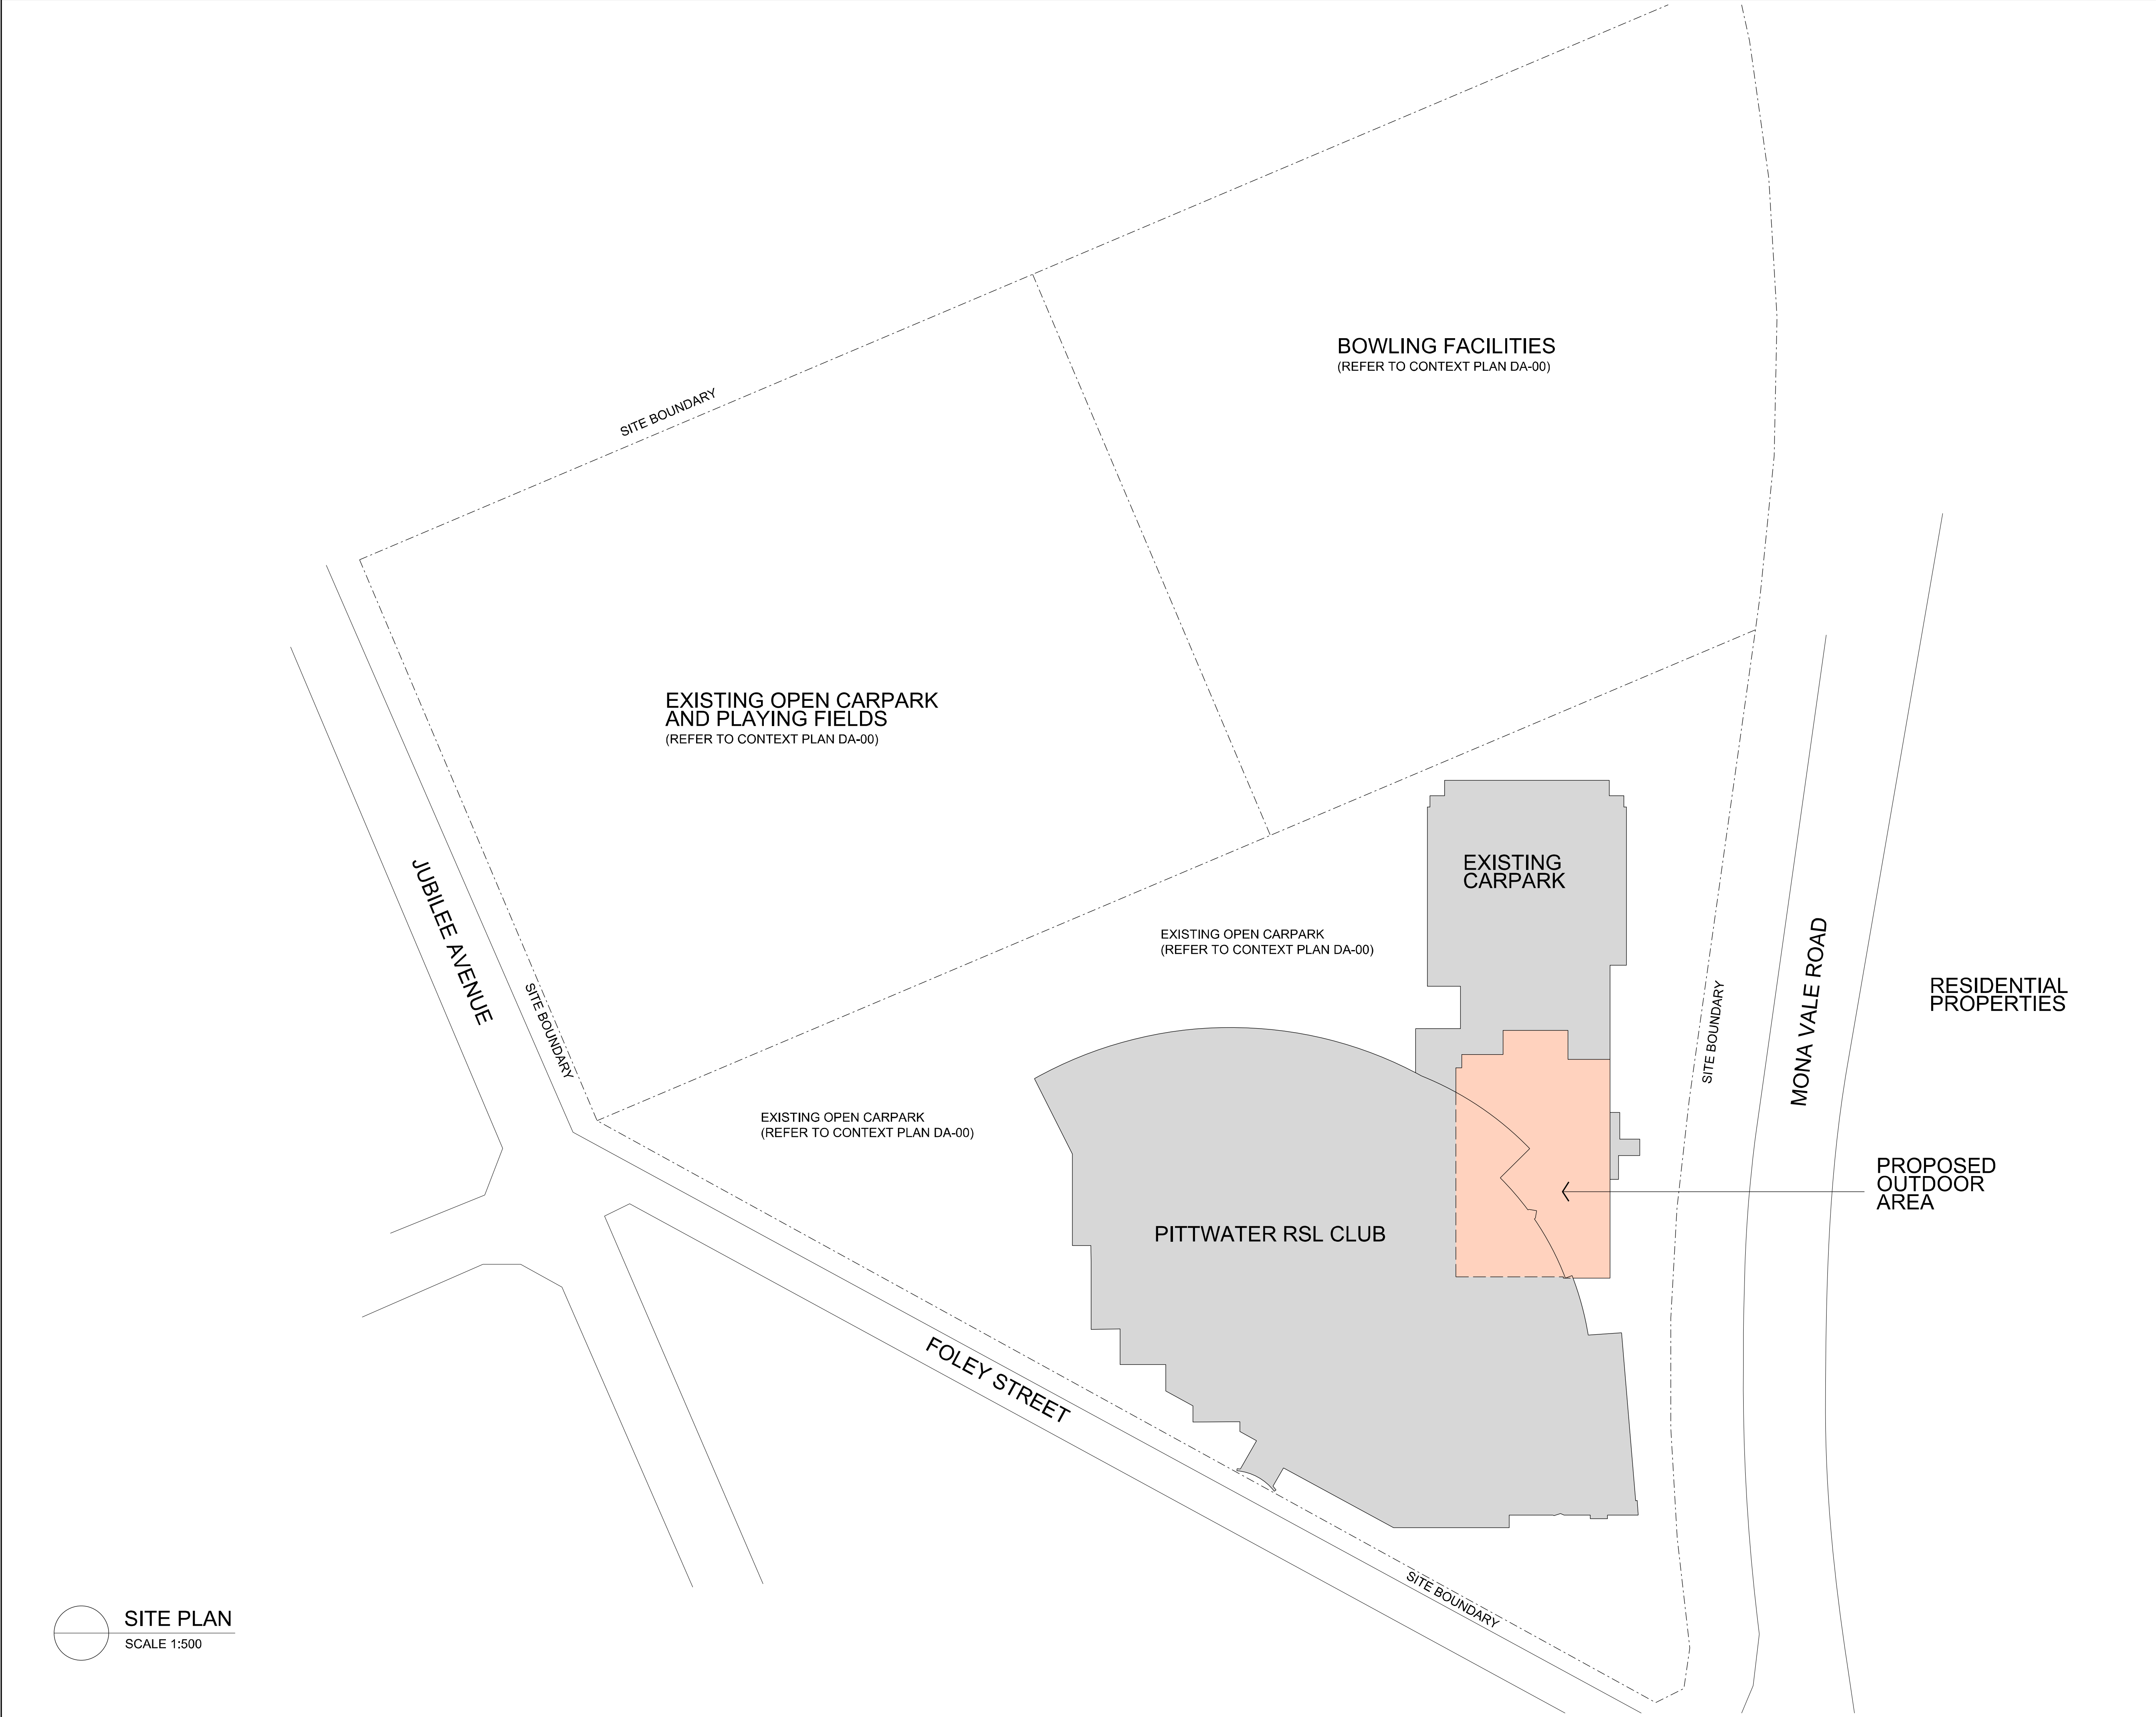 BOWLING FACILITIES
(REFER TO CONTEXT PLAN DA-00)
SITE BOUNDARY
EXISTING OPEN CARPARK
AND PLAYING FIELDS
(REFER TO CONTEXT PLAN DA-00)
EXISTING
CARPARK
JUBILEE AVENUE
SITE BOUNDARY
EXISTING OPEN CARPARK
(REFER TO CONTEXT PLAN DA-00)
SITE BOUNDARY
MONA VALE ROAD
RESIDENTIAL
PROPERTIES
EXISTING OPEN CARPARK
(REFER TO CONTEXT PLAN DA-00)
PROPOSED
OUTDOOR
AREA
PITTWATER RSL CLUB
FOLEY STREET
SITE BOUNDARY
SITE PLAN
SCALE 1:500